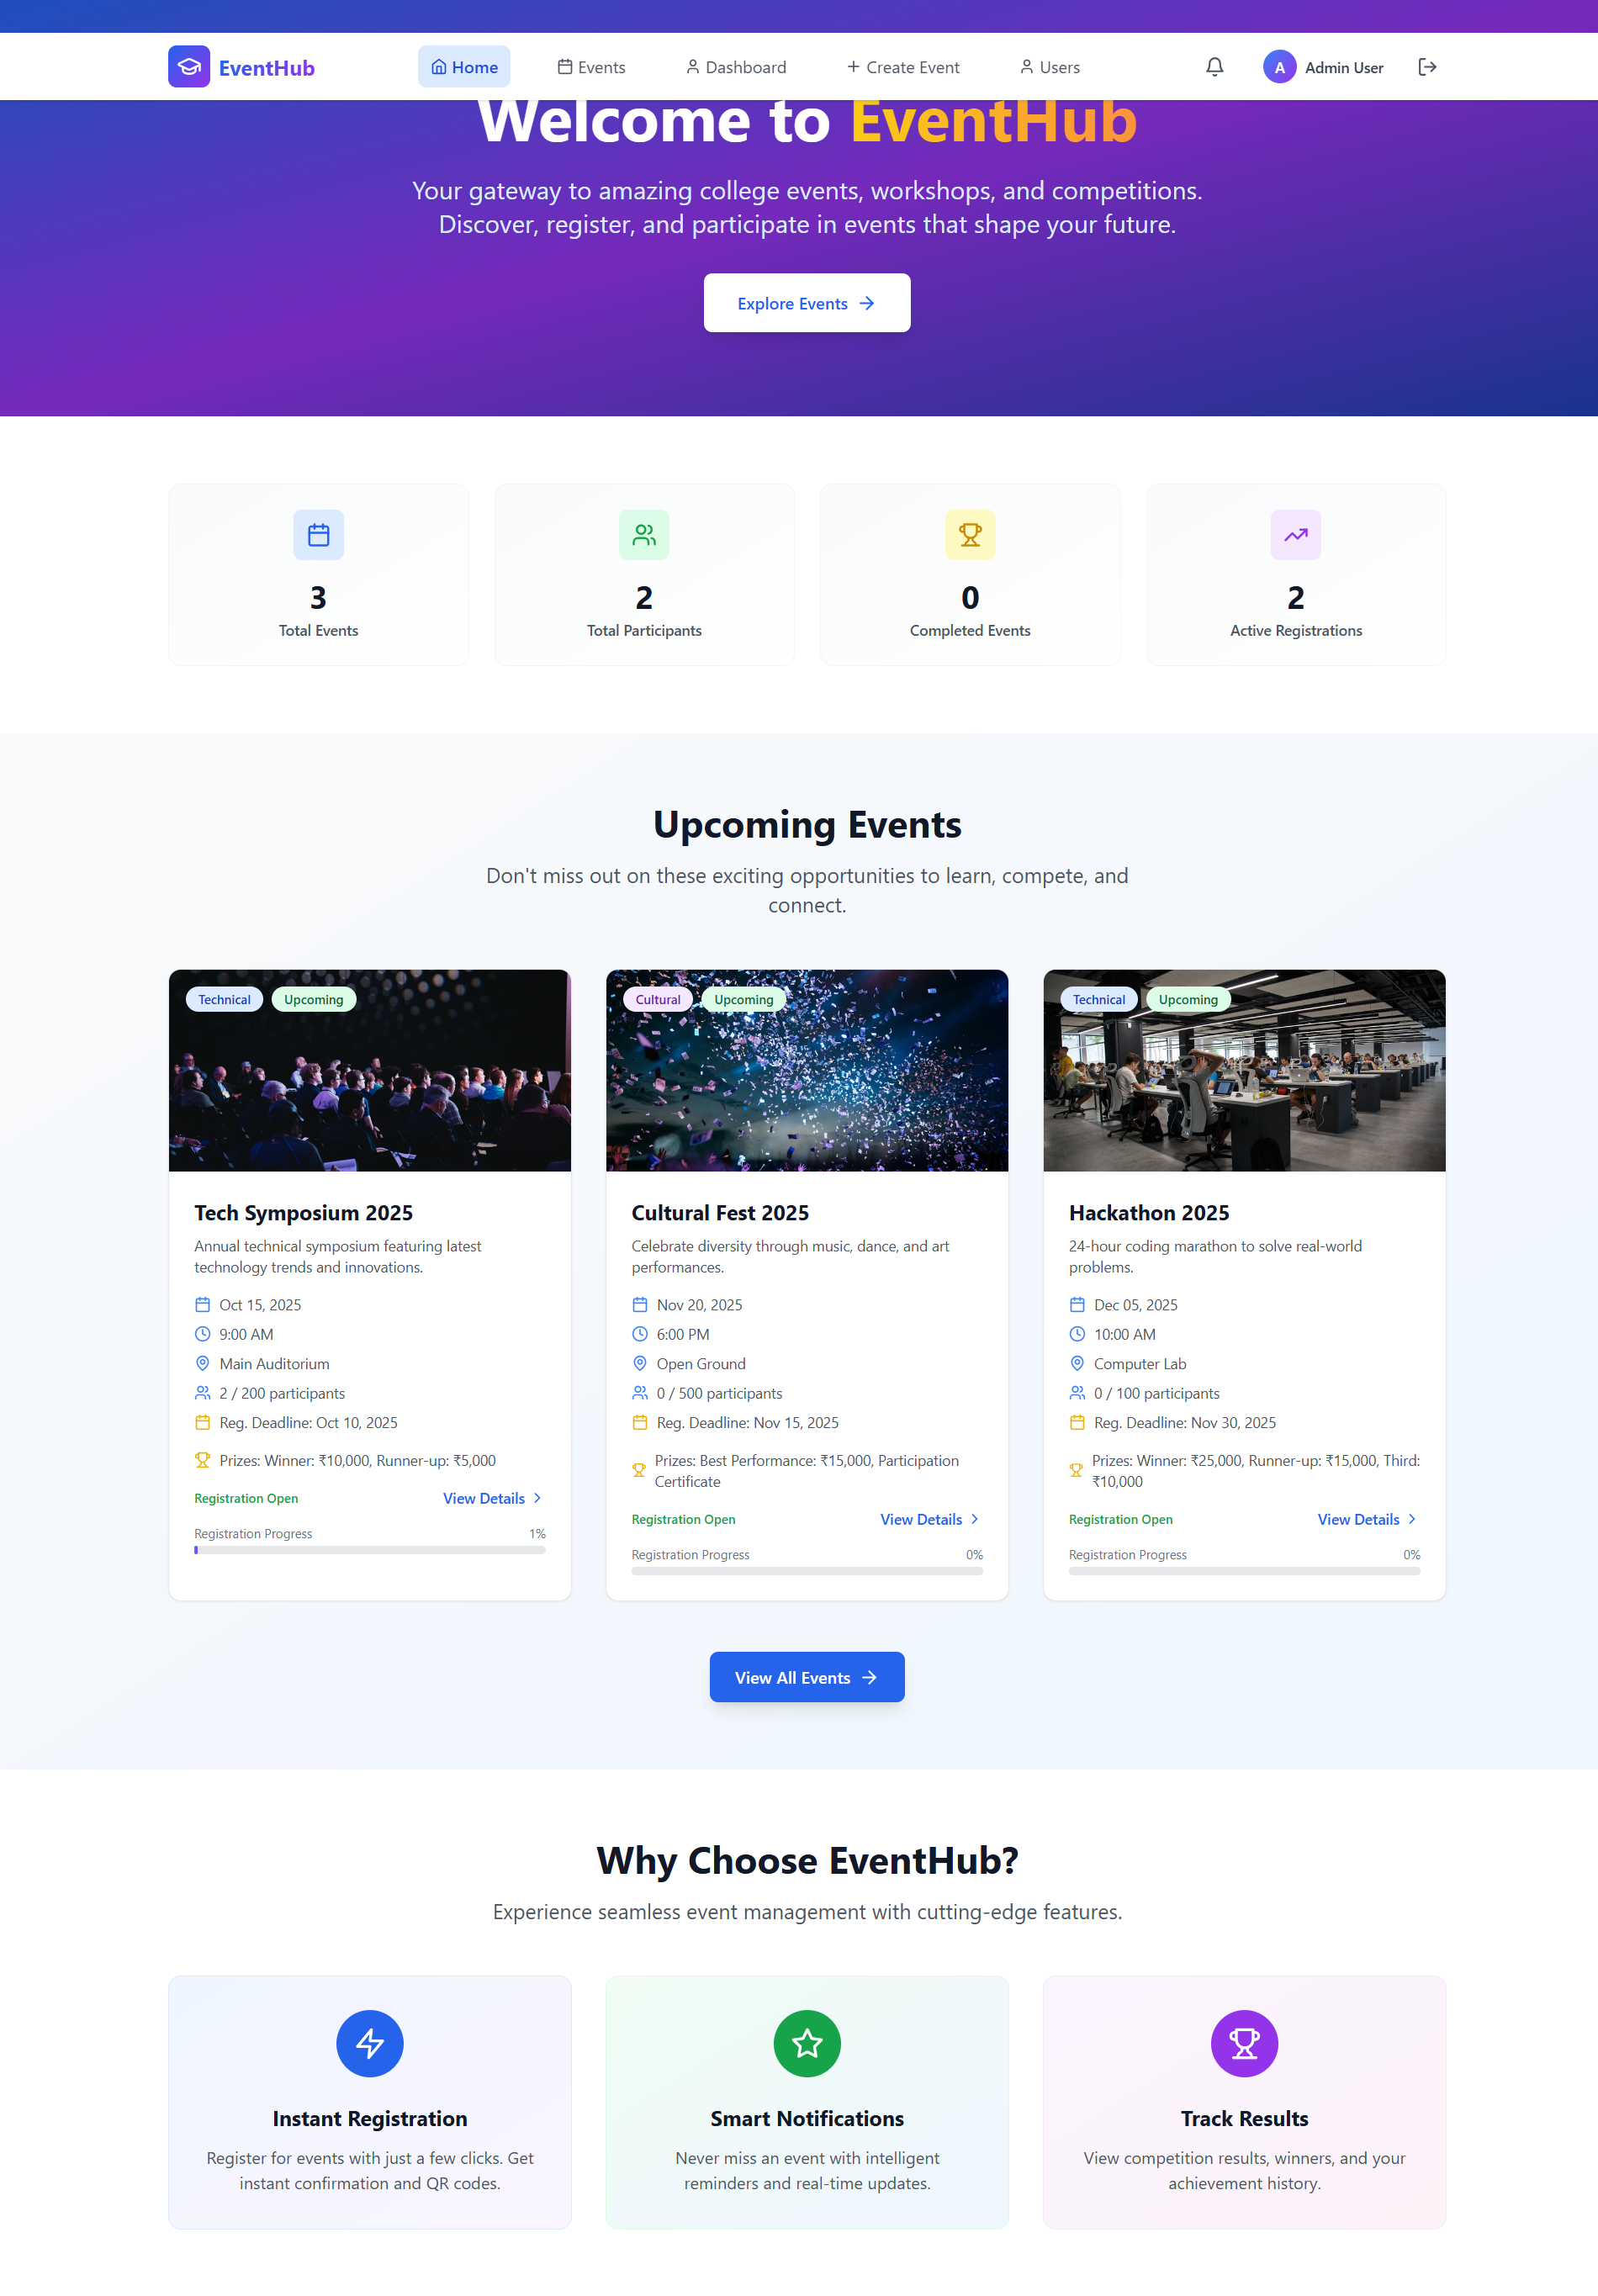 EventHub
Home
Events
Dashboard
Create Event
Users
A
Admin User
Welcome to EventHub
Your gateway to amazing college events, workshops, and competitions.
Discover, register, and participate in events that shape your future.
Explore Events
3
Total Events
2
Total Participants
0
Completed Events
2
Active Registrations
Upcoming Events
Don't miss out on these exciting opportunities to learn, compete, and
connect.
Technical
Upcoming
Tech Symposium 2025
Annual technical symposium featuring latest
technology trends and innovations.
Oct 15, 2025
9:00 AM
Main Auditorium
2 / 200 participants
Reg. Deadline: Oct 10, 2025
Prizes: Winner: ₹10,000, Runner-up: ₹5,000
Registration Open
View Details
Registration Progress
1%
Cultural
Upcoming
Cultural Fest 2025
Celebrate diversity through music, dance, and art
performances.
Nov 20, 2025
6:00 PM
Open Ground
0 / 500 participants
Reg. Deadline: Nov 15, 2025
Prizes: Best Performance: ₹15,000, Participation
Certificate
Registration Open
View Details
Registration Progress
0%
Technical
Upcoming
Hackathon 2025
24-hour coding marathon to solve real-world
problems.
Dec 05, 2025
10:00 AM
Computer Lab
0 / 100 participants
Reg. Deadline: Nov 30, 2025
Prizes: Winner: ₹25,000, Runner-up: ₹15,000, Third:
₹10,000
Registration Open
View Details
Registration Progress
0%
View All Events
Why Choose EventHub?
Experience seamless event management with cutting-edge features.
Instant Registration
Register for events with just a few clicks. Get
instant confirmation and QR codes.
Smart Notifications
Never miss an event with intelligent
reminders and real-time updates.
Track Results
View competition results, winners, and your
achievement history.